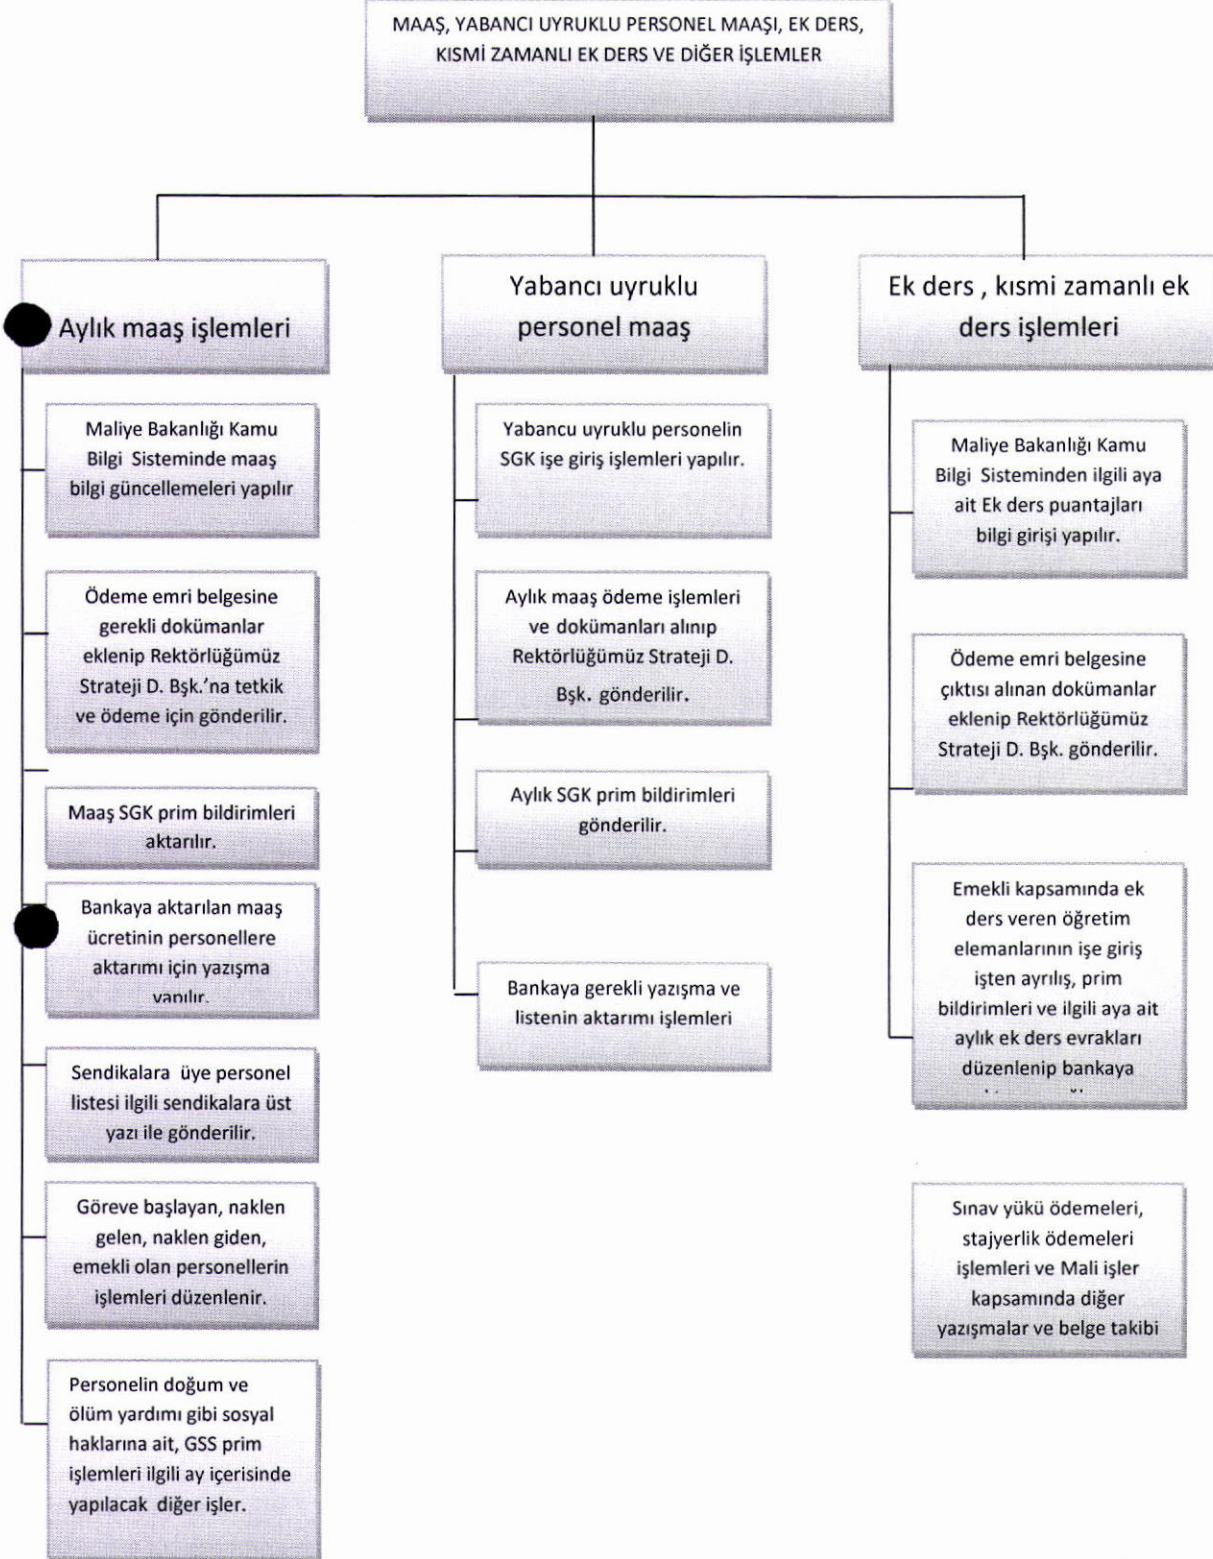 MAAŞ, YABANCI UYRUKLU PERSONEL MAAŞI, EK DERS,
KISMİ ZAMANLI EK DERS VE DİĞER İŞLEMLER
Aylık maaş işlemleri
Maliye Bakanlığı Kamu
Bilgi Sisteminde maaş
bilgi güncellemeleri yapılır
Ödeme emri belgesine
gerekli dokümanlar
eklenip Rektörlüğümüz
Strateji D. Bşk.'na tetkik
ve ödeme için gönderilir.
Maaş SGK prim bildirimleri
aktarılır.
Bankaya aktarılan maaş
ücretinin personellere
aktarımı için yazışma
yapılır.
Sendikalara üye personel
listesi ilgili sendikalara üst
yazı ile gönderilir.
Göreve başlayan, naklen
gelen, naklen giden,
emekli olan personellerin
işlemleri düzenlenir.
Personelin doğum ve
ölüm yardımı gibi sosyal
haklarına ait, GSS prim
işlemleri ilgili ay içerisinde
yapılacak diğer işler.
Yabancı uyruklu
personel maaş
Yabancu uyruklu personelin
SGK işe giriş işlemleri yapılır.
Aylık maaş ödeme işlemleri
ve dokümanları alınıp
Rektörlüğümüz Strateji D.
Bşk. gönderilir.
Aylık SGK prim bildirimleri
gönderilir.
Bankaya gerekli yazışma ve
listenin aktarımı işlemleri
Ek ders , kısmi zamanlı ek
ders işlemleri
Maliye Bakanlığı Kamu
Bilgi Sisteminden ilgili aya
ait Ek ders puantajları
bilgi girişi yapılır.
Ödeme emri belgesine
çıktısı alınan dokümanlar
eklenip Rektörlüğümüz
Strateji D. Bşk. gönderilir.
Emekli kapsamında ek
ders veren öğretim
elemanlarının işe giriş
işten ayrılış, prim
bildirimleri ve ilgili aya ait
aylık ek ders evrakları
düzenlenip bankaya
Sınav yükü ödemeleri,
stajyerlik ödemeleri
işlemleri ve Mali işler
kapsamında diğer
yazışmalar ve belge takibi